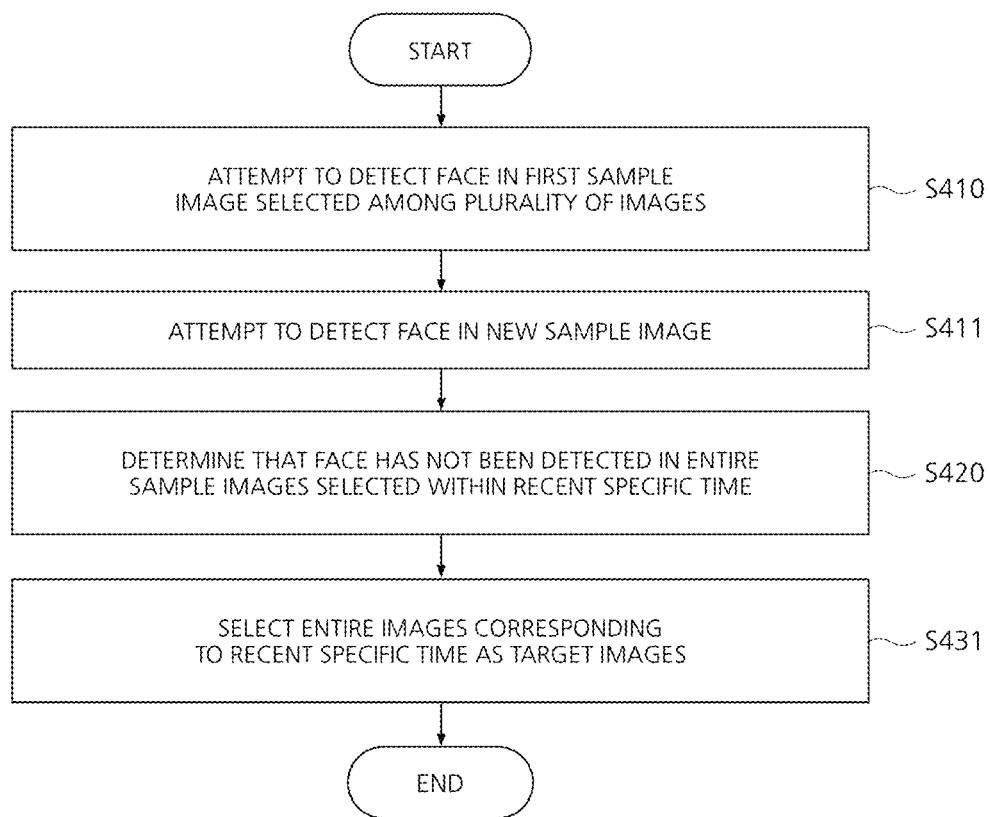 START
ATTEMPT TO DETECT FACE IN FIRST SAMPLE
IMAGE SELECTED AMONG PLURALITY OF IMAGES
S410
ATTEMPT TO DETECT FACE IN NEW SAMPLE IMAGE
S411
DETERMINE THAT FACE HAS NOT BEEN DETECTED IN ENTIRE
SAMPLE IMAGES SELECTED WITHIN RECENT SPECIFIC TIME
S420
SELECT ENTIRE IMAGES CORRESPONDING
TO RECENT SPECIFIC TIME AS TARGET IMAGES
S431
END